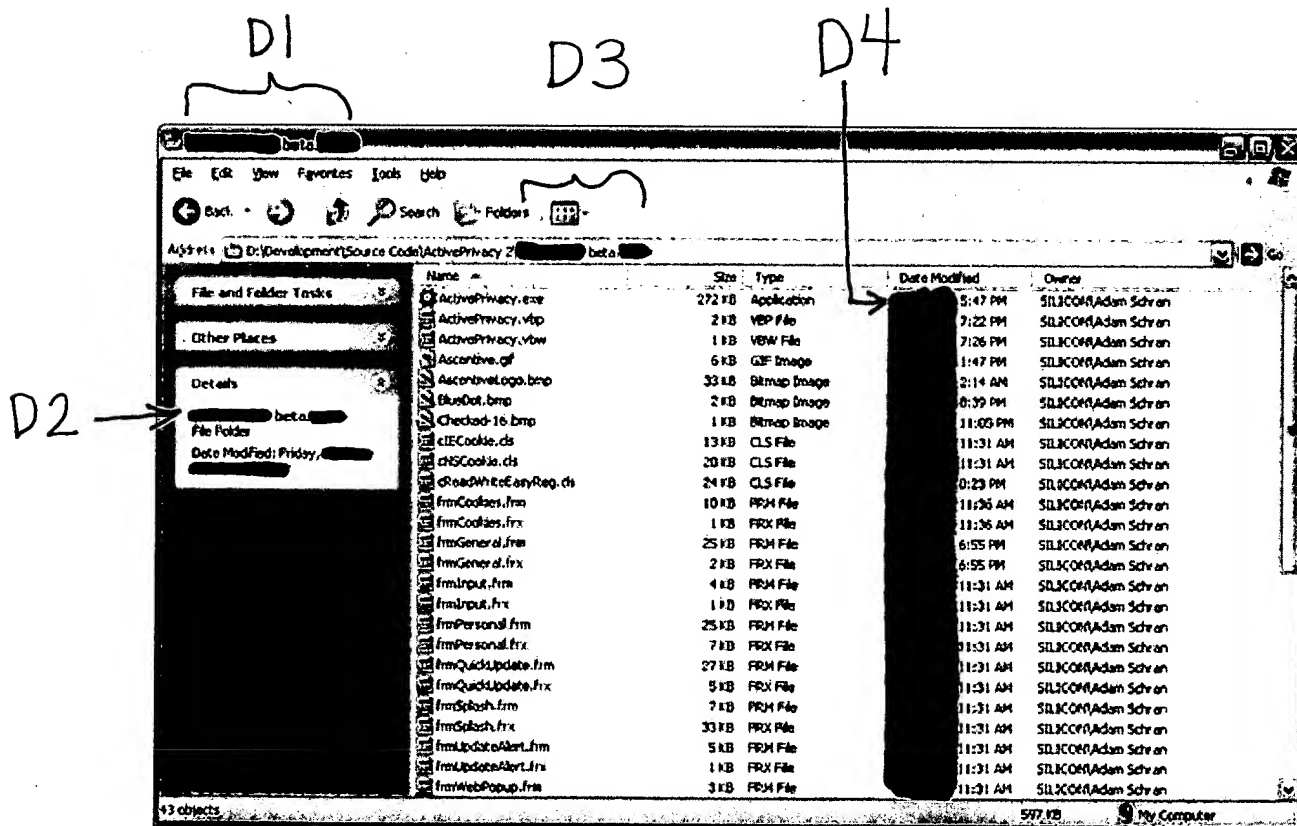 D1
D3
D4
beta
File Edit View Favorites Tools Help
Back Search Folders
Address D:\Development\Source Code\ActivePrivacy 2\ beta Go
Name Size Type Date Modified Owner
File and Folder Tasks
Other Places
Details
D2
beta
File Folder
Date Modified: Friday,
ActivePrivacy.exe 272 KB Application 5:47 PM SILICON\Adam Schran
ActivePrivacy.vbp 2 KB VBP File 7:22 PM SILICON\Adam Schran
ActivePrivacy.vbw 1 KB VBW File 7:26 PM SILICON\Adam Schran
Ascentive.gif 6 KB GIF Image 1:47 PM SILICON\Adam Schran
AscentiveLogo.bmp 33 KB Bitmap Image 2:14 AM SILICON\Adam Schran
BlueDot.bmp 2 KB Bitmap Image SILICON\Adam Schran
Checked-16.bmp 1 KB Bitmap Image 11:03 PM SILICON\Adam Schran
cIECookie.cls 13 KB CLS File 11:31 AM SILICON\Adam Schran
cNSCookie.cls 20 KB CLS File 11:31 AM SILICON\Adam Schran
cReadWriteEasyReg.cls 24 KB CLS File 0:23 PM SILICON\Adam Schran
frmCookies.frm 10 KB FRM File 11:36 AM SILICON\Adam Schran
frmCookies.frx 1 KB FRX File 11:36 AM SILICON\Adam Schran
frmGeneral.frm 25 KB FRM File 6:55 PM SILICON\Adam Schran
frmGeneral.frx 2 KB FRX File 6:55 PM SILICON\Adam Schran
frmInput.frm 4 KB FRM File 11:31 AM SILICON\Adam Schran
frmInput.frx 1 KB FRX File 11:31 AM SILICON\Adam Schran
frmPersonal.frm 25 KB FRM File 11:31 AM SILICON\Adam Schran
frmPersonal.frx 7 KB FRX File 11:31 AM SILICON\Adam Schran
frmQuickUpdate.frm 27 KB FRM File 11:31 AM SILICON\Adam Schran
frmQuickUpdate.frx 5 KB FRX File 11:31 AM SILICON\Adam Schran
frmSplash.frm 7 KB FRM File 11:31 AM SILICON\Adam Schran
frmSplash.frx 33 KB FRX File 11:31 AM SILICON\Adam Schran
frmUpdateAlert.frm 5 KB FRM File 11:31 AM SILICON\Adam Schran
frmUpdateAlert.frx 1 KB FRX File 11:31 AM SILICON\Adam Schran
frmWebPopup.frm 3 KB FRM File 11:31 AM SILICON\Adam Schran
43 objects 597 KB My Computer